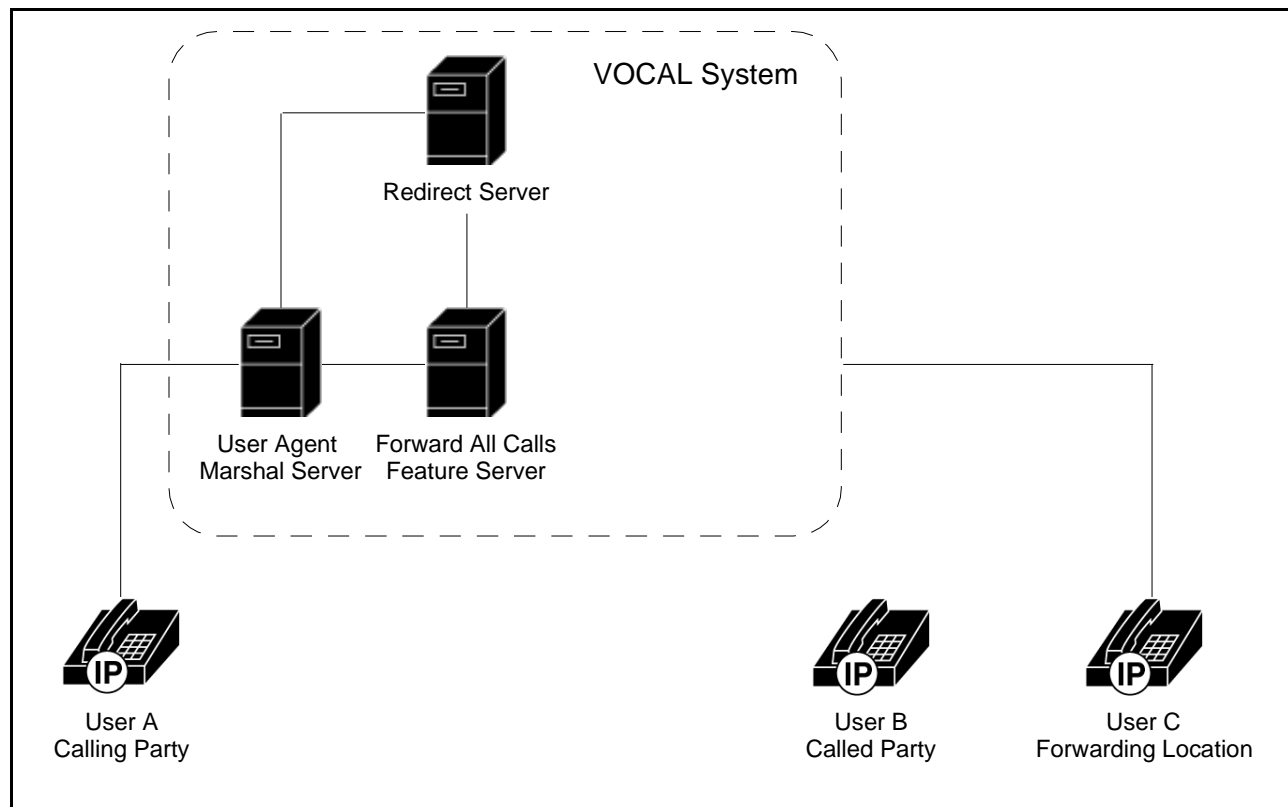 VOCAL System
Redirect Server
User Agent
Marshal Server
Forward All Calls
Feature Server
IP
User A
Calling Party
IP
User B
Called Party
IP
User C
Forwarding Location